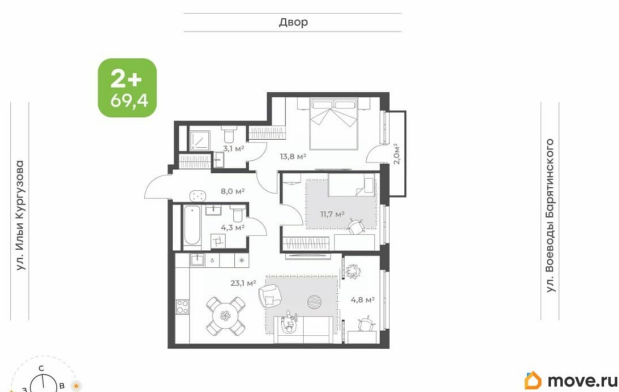 Двор
2+
69,4
ул. Ильи Кургузова
ул. Воеводы Барятинского
3,1 м²
13,8 м²
2,0м²
8,0 м²
11,7 м²
4,3 м²
23,1 м²
4,8 м²
С
З
В
move.ru